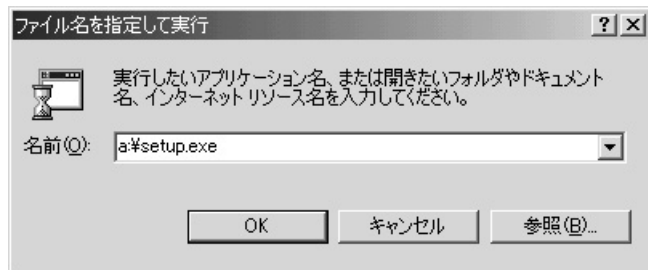 ファイル名を指定して実行
実行したいアプリケーション名、または開きたいフォルダやドキュメント
名、インターネット リソース名を入力してください。
名前(O): a:¥setup.exe
OK キャンセル 参照(B)...